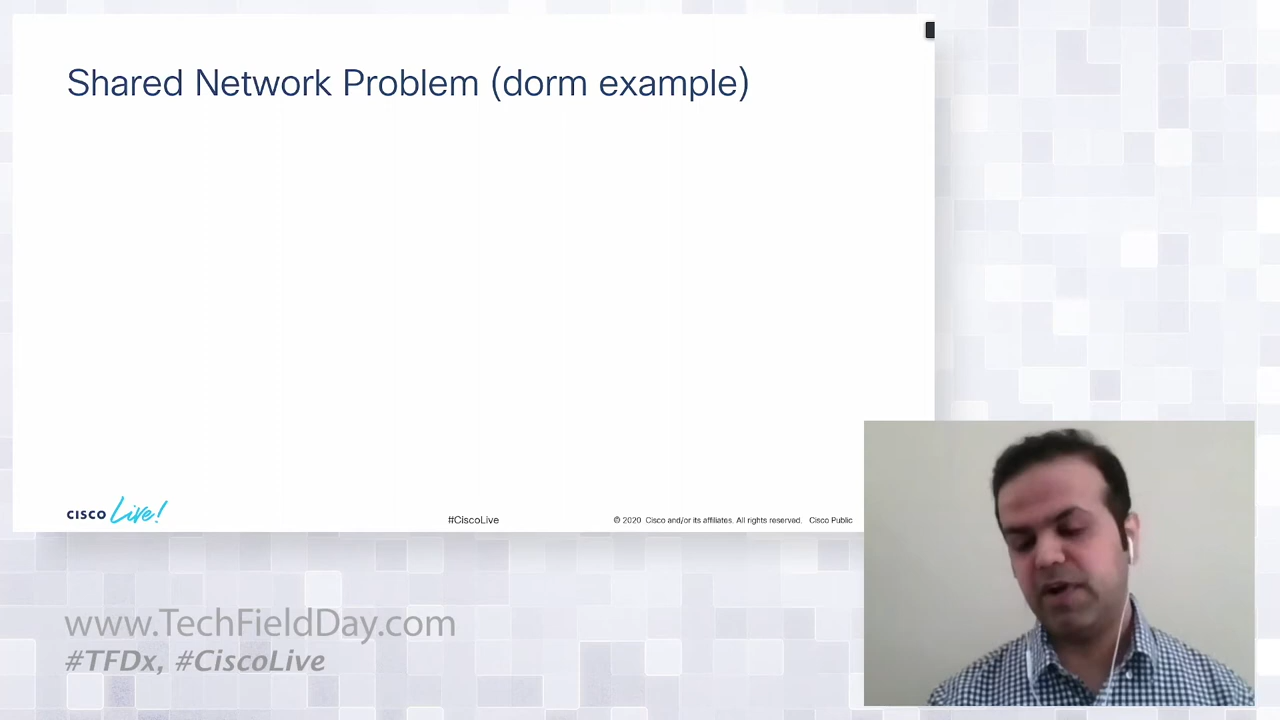 Shared Network Problem (dorm example)
CISCO Live!
#CiscoLive
© 2020 Cisco and/or its affiliates. All rights reserved. Cisco Public
www.TechFieldDay.com
#TFDx, #CiscoLive